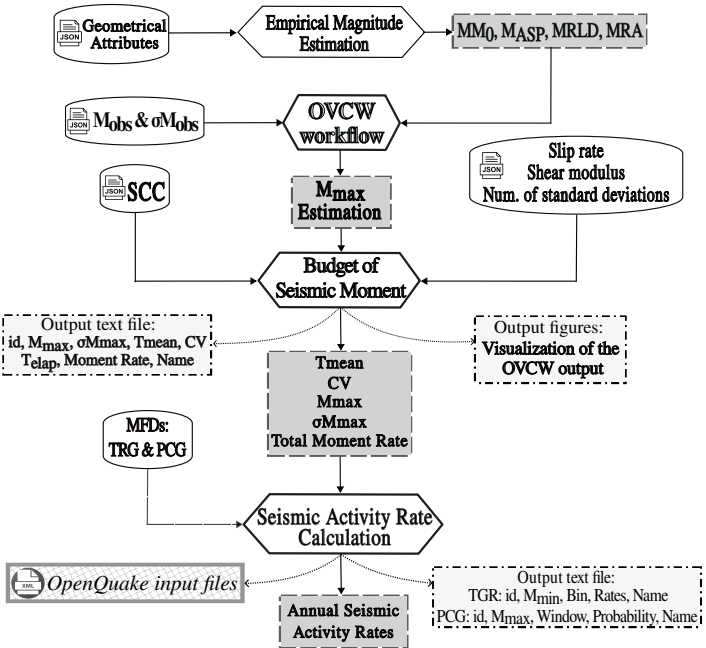 JSON
Geometrical
Attributes
Empirical Magnitude
Estimation
MM0, MASP, MRLD, MRA
JSON
Mobs & σMobs
OVCW
workflow
JSON
SCC
Mmax
Estimation
JSON
Slip rate
Shear modulus
Num. of standard deviations
Budget of
Seismic Moment
Output text file:
id, Mmax, σMmax, Tmean, CV
Telap, Moment Rate, Name
Output figures:
Visualization of the
OVCW output
Tmean
CV
Mmax
σMmax
Total Moment Rate
MFDs:
TRG & PCG
Seismic Activity Rate
Calculation
XML
OpenQuake input files
Annual Seismic
Activity Rates
Output text file:
TGR: id, Mmin, Bin, Rates, Name
PCG: id, Mmax, Window, Probability, Name